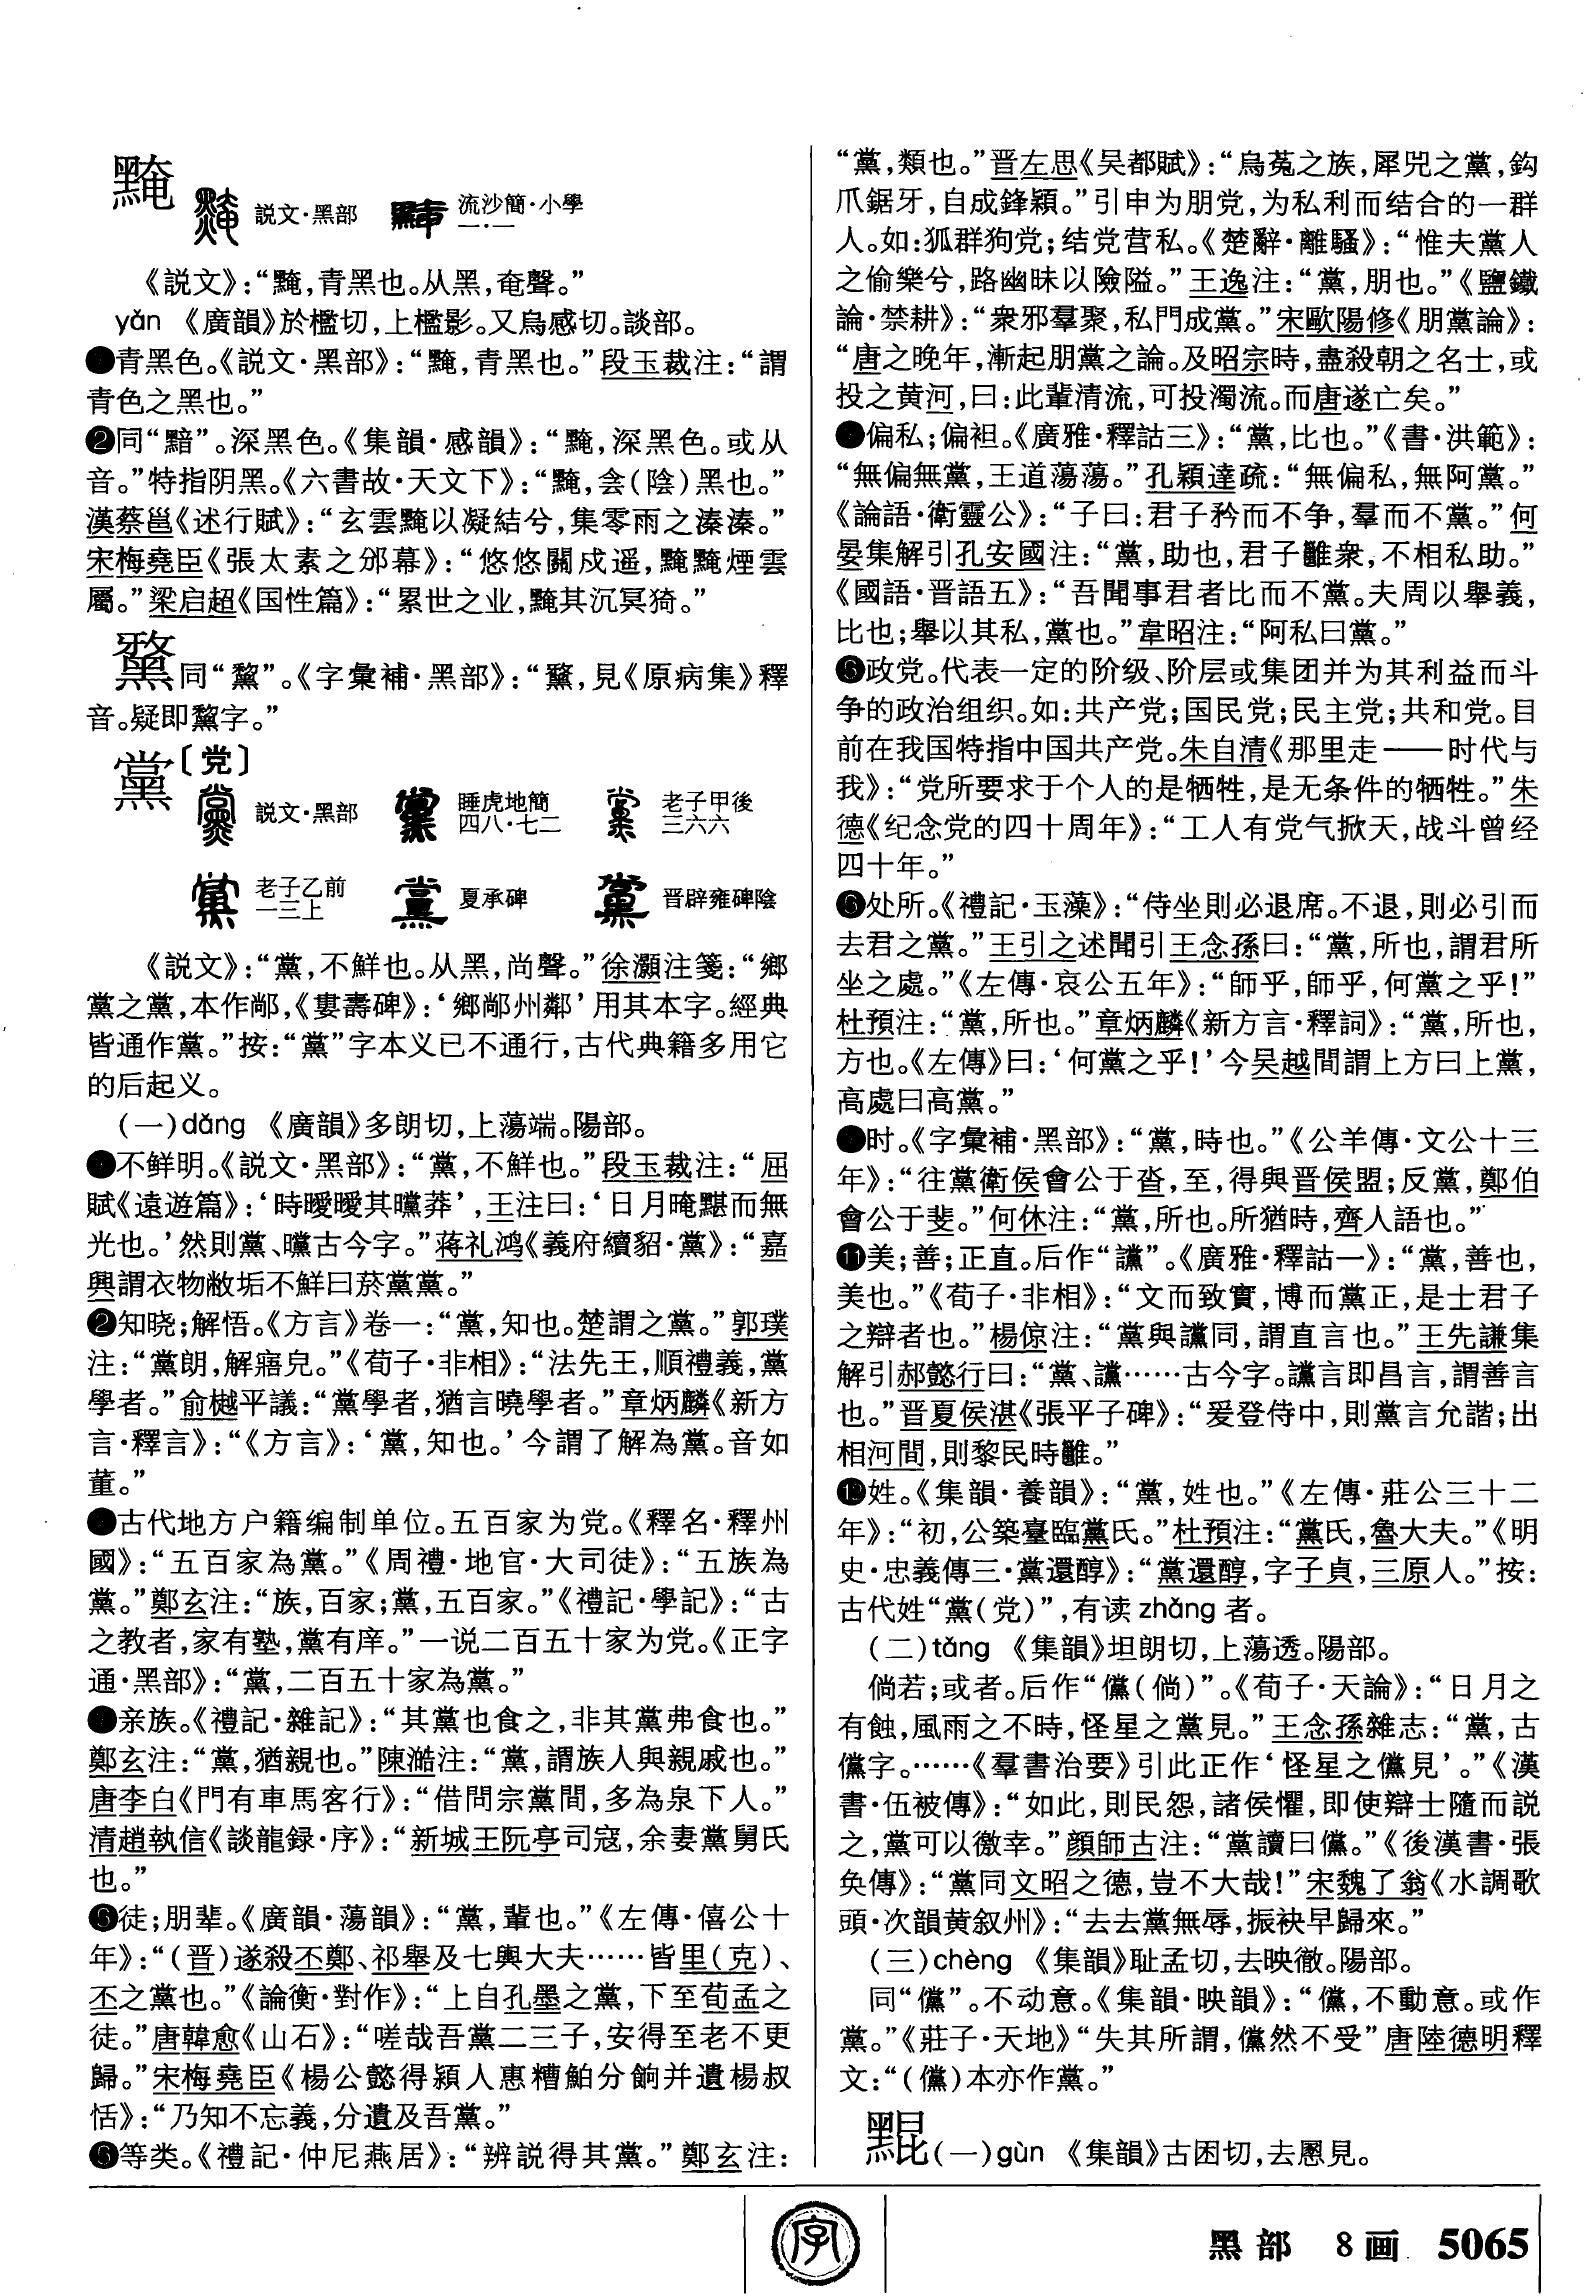 黤
説文·黑部
流沙簡·小學
一·一
《説文》:“黤,青黑也。从黑,奄聲。”
yǎn 《廣韻》於檻切,上檻影。又烏感切。談部。
❶青黑色。《説文·黑部》:“黤,青黑也。”段玉裁注:“謂
青色之黑也。”
❷同“黯”。深黑色。《集韻·感韻》:“黤,深黑色。或从
音。”特指阴黑。《六書故·天文下》:“黤,侌(陰)黑也。”
漢蔡邕《述行賦》:“玄雲黤以凝結兮,集零雨之溱溱。”
宋梅堯臣《張太素之邠幕》:“悠悠關戍遥,黤黤煙雲
屬。”梁启超《国性篇》:“累世之业,黤其沉冥猗。”
同“黧”。《字彙補·黑部》:“,見《原病集》釋
音。疑即黧字。”
黨〔党〕
説文·黑部
睡虎地簡
四八·七二
老子甲後
三六六
老子乙前
一三上
夏承碑
晋辟雍碑陰
《説文》:“黨,不鮮也。从黑,尚聲。”徐灝注箋:“鄉
黨之黨,本作鄗,《婁壽碑》:‘鄉鄗州鄰’用其本字。經典
皆通作黨。”按:“黨”字本义已不通行,古代典籍多用它
的后起义。
(一)dǎng 《廣韻》多朗切,上蕩端。陽部。
不鲜明。《説文·黑部》:“黨,不鮮也。”段玉裁注:“屈
賦《遠遊篇》:‘時曖曖其曭莽’,王注曰:‘日月晻黮而無
光也。’然則黨、曭古今字。”蒋礼鸿《義府續貂·黨》:“嘉
興謂衣物敝垢不鮮曰菸黨黨。”
❷知晓;解悟。《方言》卷一:“黨,知也。楚謂之黨。”郭璞
注:“黨朗,解寤皃。”《荀子·非相》:“法先王,順禮義,黨
學者。”俞樾平議:“黨學者,猶言曉學者。”章炳麟《新方
言·釋言》:“《方言》:‘黨,知也。’今謂了解為黨。音如
董。”
古代地方户籍编制单位。五百家为党。《釋名·釋州
國》:“五百家為黨。”《周禮·地官·大司徒》:“五族為
黨。”鄭玄注:“族,百家;黨,五百家。”《禮記·學記》:“古
之教者,家有塾,黨有庠。”一说二百五十家为党。《正字
通·黑部》:“黨,二百五十家為黨。”
亲族。《禮記·雜記》:“其黨也食之,非其黨弗食也。”
鄭玄注:“黨,猶親也。”陳澔注:“黨,謂族人與親戚也。”
唐李白《門有車馬客行》:“借問宗黨間,多為泉下人。”
清趙執信《談龍録·序》:“新城王阮亭司寇,余妻黨舅氏
也。”
❺徒;朋辈。《廣韻·蕩韻》:“黨,輩也。”《左傳·僖公十
年》:“(晋)遂殺丕鄭、祁舉及七輿大夫……皆里(克)、
丕之黨也。”《論衡·對作》:“上自孔墨之黨,下至荀孟之
徒。”唐韓愈《山石》:“嗟哉吾黨二三子,安得至老不更
歸。”宋梅堯臣《楊公懿得潁人惠糟鮊分餉并遺楊叔
恬》:“乃知不忘義,分遺及吾黨。”
等类。《禮記·仲尼燕居》:“辨説得其黨。”鄭玄注:
“黨,類也。”晋左思《吴都賦》:“烏菟之族,犀兕之黨,鈎
爪鋸牙,自成鋒穎。”引申为朋党,为私利而结合的一群
人。如:狐群狗党;结党营私。《楚辭·離騷》:“惟夫黨人
之偷樂兮,路幽昧以險隘。”王逸注:“黨,朋也。”《鹽鐵
論·禁耕》:“衆邪羣聚,私門成黨。”宋歐陽修《朋黨論》:
“唐之晚年,漸起朋黨之論。及昭宗時,盡殺朝之名士,或
投之黄河,曰:此輩清流,可投濁流。而唐遂亡矣。”
偏私;偏袒。《廣雅·釋詁三》:“黨,比也。”《書·洪範》:
“無偏無黨,王道蕩蕩。”孔穎達疏:“無偏私,無阿黨。”
《論語·衛靈公》:“子曰:君子矜而不争,羣而不黨。”何
晏集解引孔安國注:“黨,助也,君子雖衆,不相私助。”
《國語·晋語五》:“吾聞事君者比而不黨。夫周以舉義,
比也;舉以其私,黨也。”韋昭注:“阿私曰黨。”
政党。代表一定的阶级、阶层或集团并为其利益而斗
争的政治组织。如:共产党;国民党;民主党;共和党。目
前在我国特指中国共产党。朱自清《那里走——时代与
我》:“党所要求于个人的是牺牲,是无条件的牺牲。”朱
德《纪念党的四十周年》:“工人有党气掀天,战斗曾经
四十年。”
处所。《禮記·玉藻》:“侍坐則必退席。不退,則必引而
去君之黨。”王引之述聞引王念孫曰:“黨,所也,謂君所
坐之處。”《左傳·哀公五年》:“師乎,師乎,何黨之乎!”
杜預注:“黨,所也。”章炳麟《新方言·釋詞》:“黨,所也,
方也。《左傳》曰:‘何黨之乎!’今吴越間謂上方曰上黨,
高處曰高黨。”
时。《字彙補·黑部》:“黨,時也。”《公羊傳·文公十三
年》:“往黨衛侯會公于沓,至,得與晋侯盟;反黨,鄭伯
會公于斐。”何休注:“黨,所也。所猶時,齊人語也。”
⓫美;善;正直。后作“讜”。《廣雅·釋詁一》:“黨,善也,
美也。”《荀子·非相》:“文而致實,博而黨正,是士君子
之辯者也。”楊倞注:“黨與讜同,謂直言也。”王先謙集
解引郝懿行曰:“黨、讜……古今字。讜言即昌言,謂善言
也。”晋夏侯湛《張平子碑》:“爰登侍中,則黨言允諧;出
相河間,則黎民時雝。”
⓬姓。《集韻·養韻》:“黨,姓也。”《左傳·莊公三十二
年》:“初,公築臺臨黨氏。”杜預注:“黨氏,魯大夫。”《明
史·忠義傳三·黨還醇》:“黨還醇,字子貞,三原人。”按:
古代姓“黨(党)”,有读zhǎng者。
(二)tǎng 《集韻》坦朗切,上蕩透。陽部。
倘若;或者。后作“儻(倘)”。《荀子·天論》:“日月之
有蝕,風雨之不時,怪星之黨見。”王念孫雜志:“黨,古
儻字。……《羣書治要》引此正作‘怪星之儻見’。”《漢
書·伍被傳》:“如此,則民怨,諸侯懼,即使辯士隨而説
之,黨可以徼幸。”顔師古注:“黨讀曰儻。”《後漢書·張
奂傳》:“黨同文昭之德,豈不大哉!”宋魏了翁《水調歌
頭·次韻黄叙州》:“去去黨無辱,振袂早歸來。”
(三)chèng 《集韻》耻孟切,去映徹。陽部。
同“儻”。不动意。《集韻·映韻》:“儻,不動意。或作
黨。”《莊子·天地》“失其所謂,儻然不受”唐陸德明釋
文:“(儻)本亦作黨。”
(一)gùn 《集韻》古困切,去慁見。
字
黑部 8画 5065